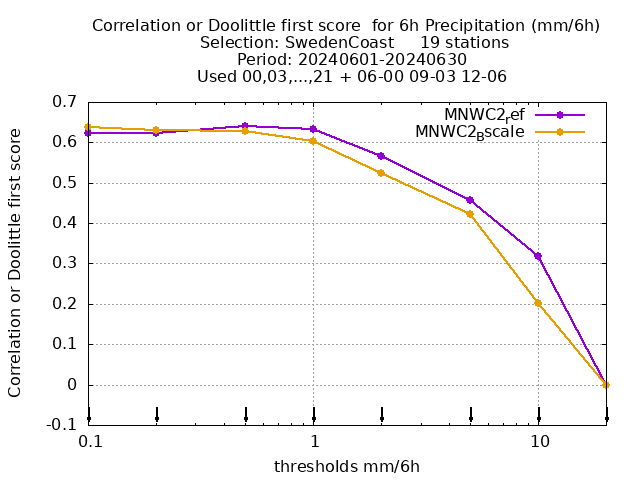 Correlation or Doolittle first score  for 6h Precipitation (mm/6h)
Selection: SwedenCoast     19 stations
Period: 20240601-20240630
Used 00,03,...,21 + 06-00 09-03 12-06
MNWC2ref
MNWC2Bscale
Correlation or Doolittle first score
0.7
0.6
0.5
0.4
0.3
0.2
0.1
0
-0.1
0.1 1 10
thresholds mm/6h